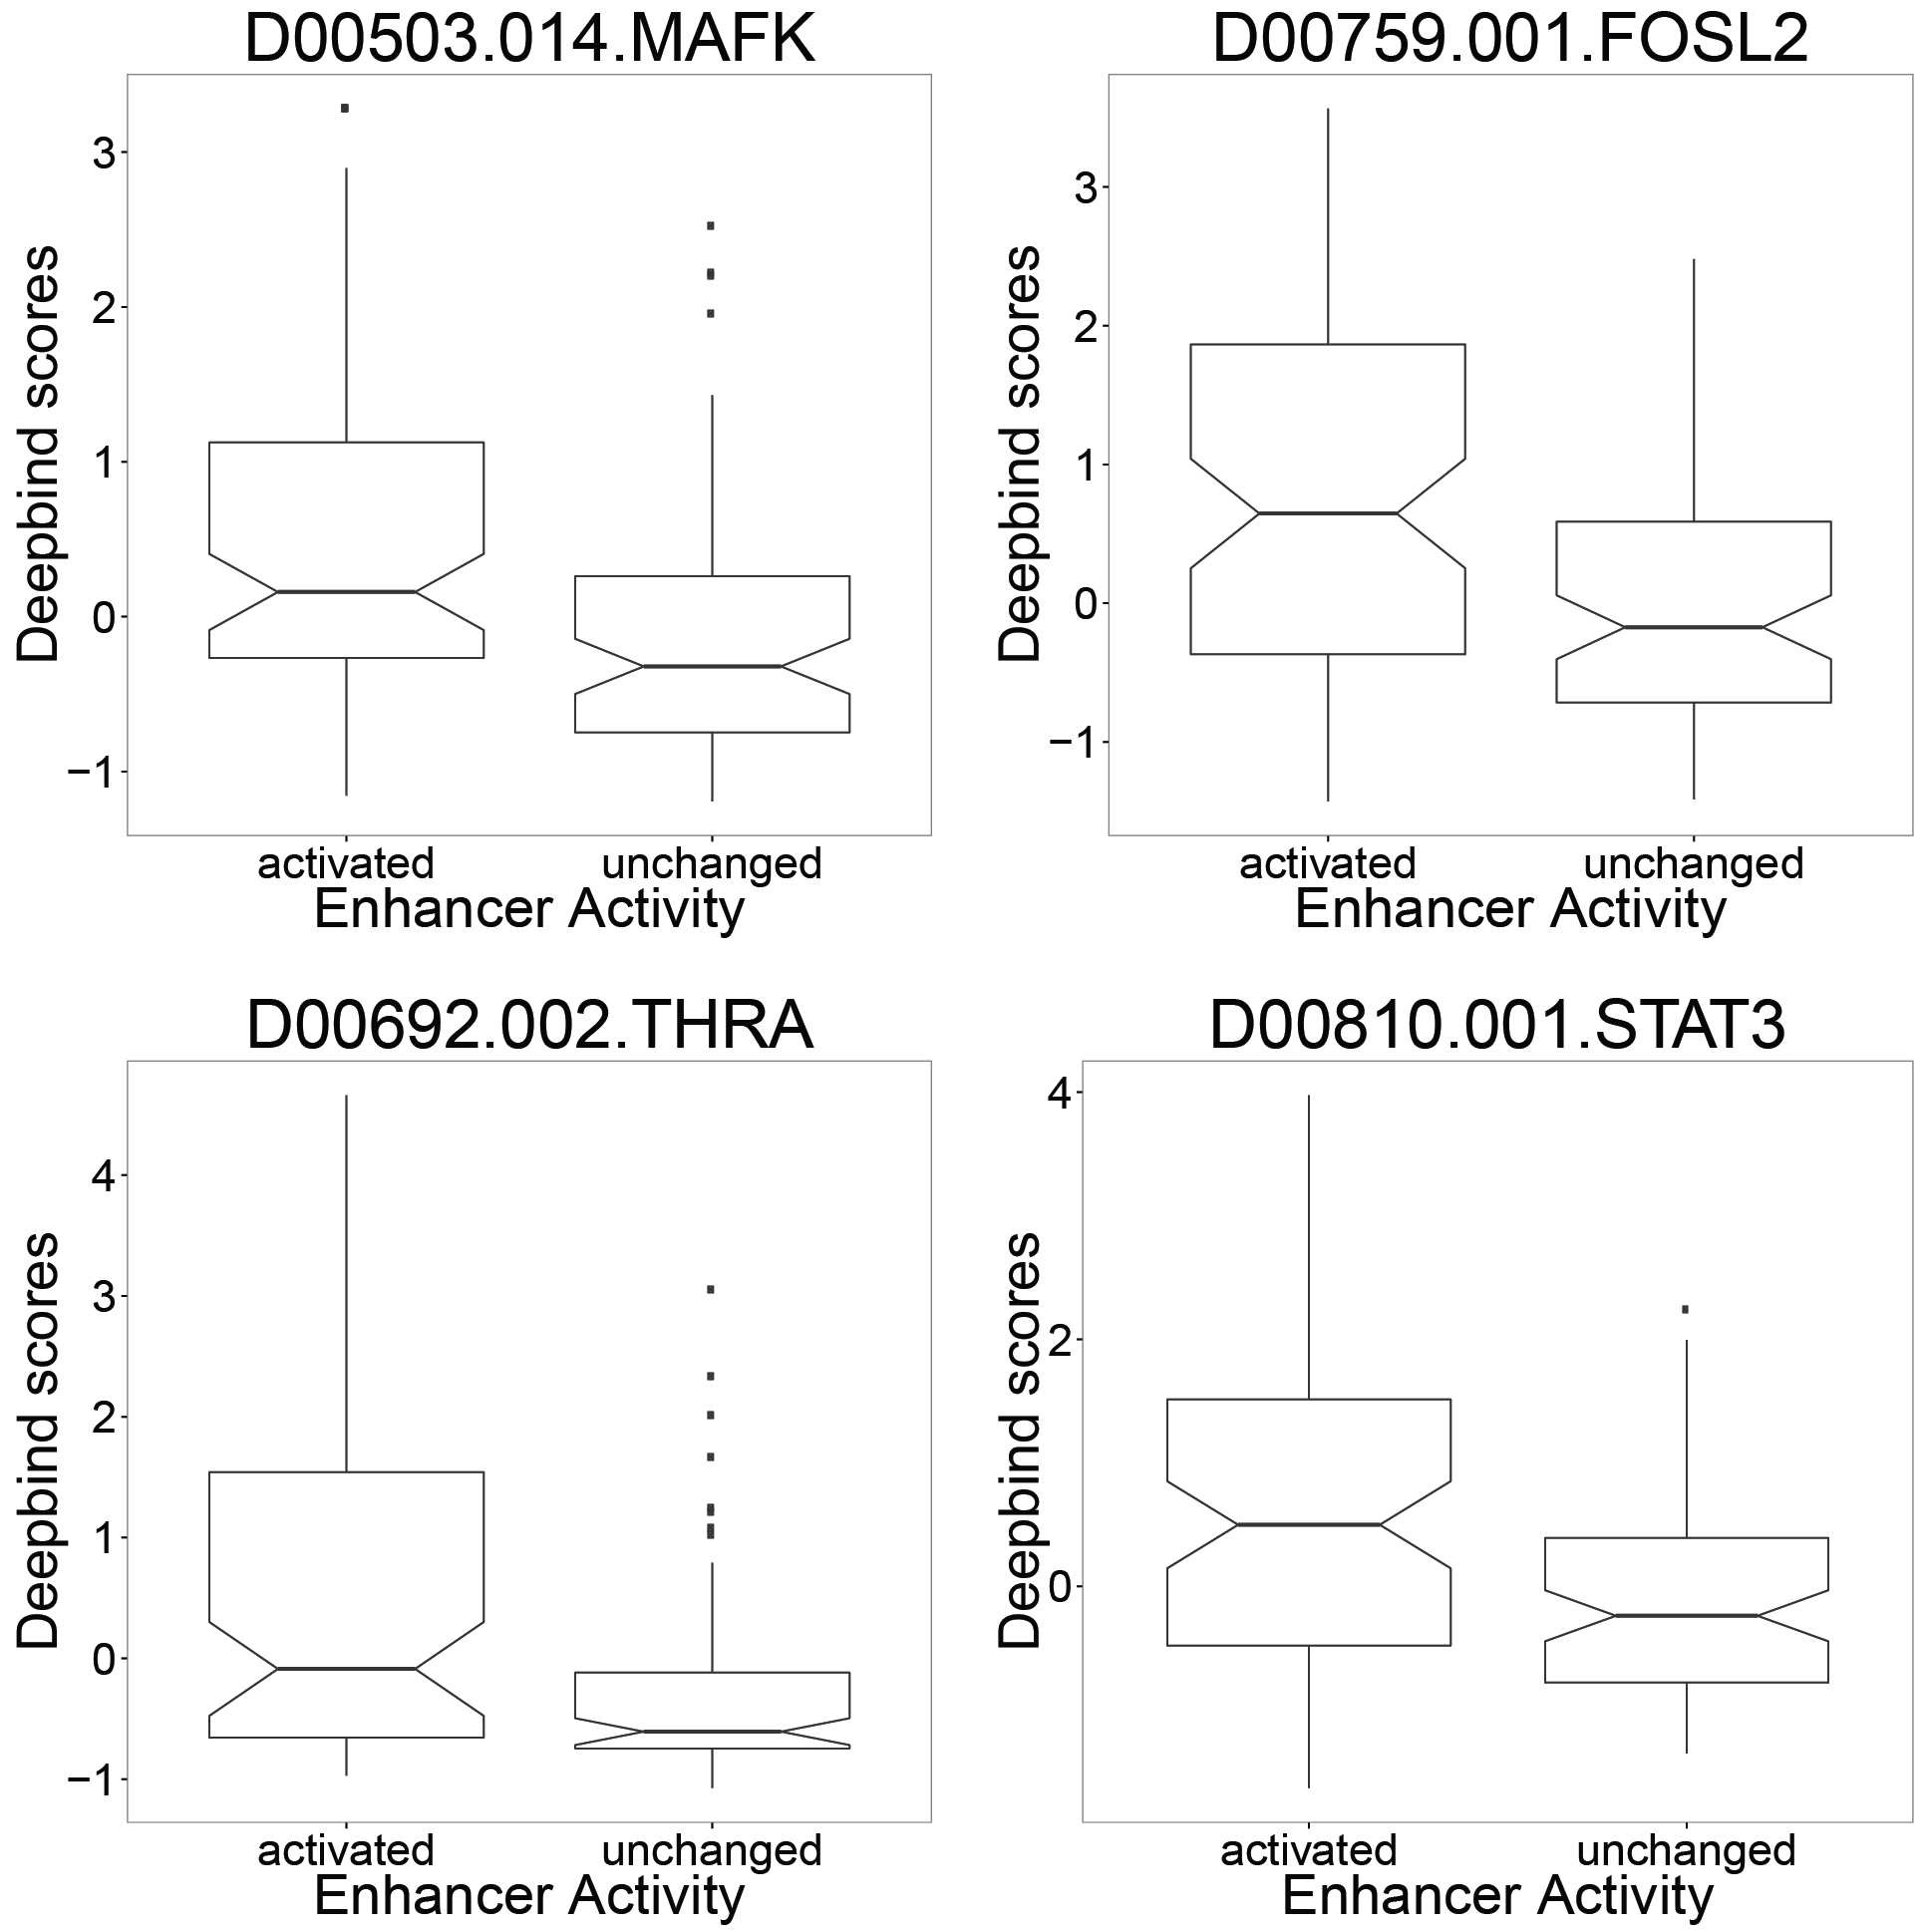 D00503.014.MAFK
Deepbind scores
3
2
1
0
−1
activated unchanged
Enhancer Activity
D00759.001.FOSL2
Deepbind scores
3
2
1
0
−1
activated unchanged
Enhancer Activity
D00692.002.THRA
Deepbind scores
4
3
2
1
0
−1
activated unchanged
Enhancer Activity
D00810.001.STAT3
Deepbind scores
4
2
0
activated unchanged
Enhancer Activity